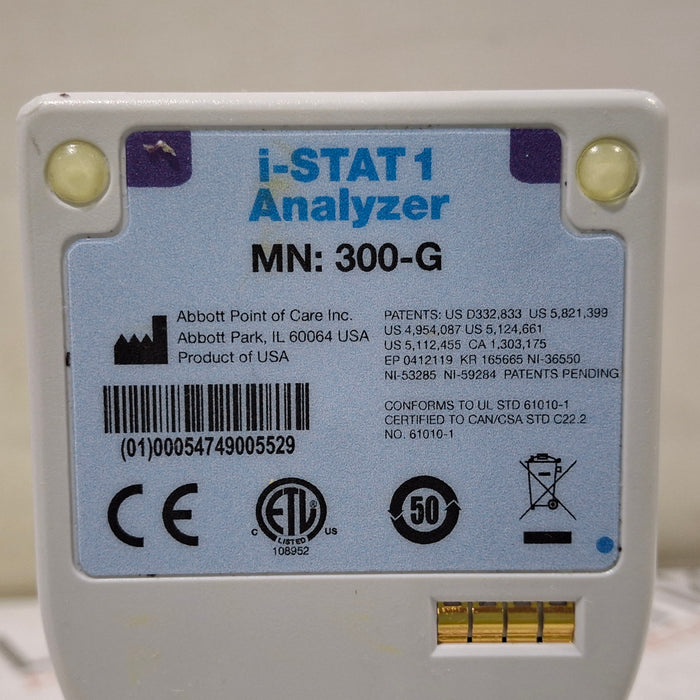 i-STAT 1
Analyzer
MN: 300-G
Abbott Point of Care Inc.
Abbott Park, IL 60064 USA
Product of USA
PATENTS: US D332,833 US 5,821,399
US 4,954,087 US 5,124,661
US 5,112,455 CA 1,303,175
EP 0412119 KR 165665 NI-36550
NI-53285 NI-59284 PATENTS PENDING
CONFORMS TO UL STD 61010-1
CERTIFIED TO CAN/CSA STD C22.2
NO. 61010-1
(01)00054749005529
CE
C ETL US
LISTED
108952
50